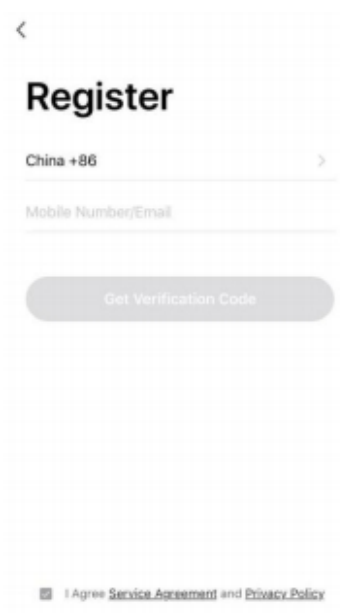 Register
China +86
Mobile Number/Email
Get Verification Code
I Agree Service Agreement and Privacy Policy